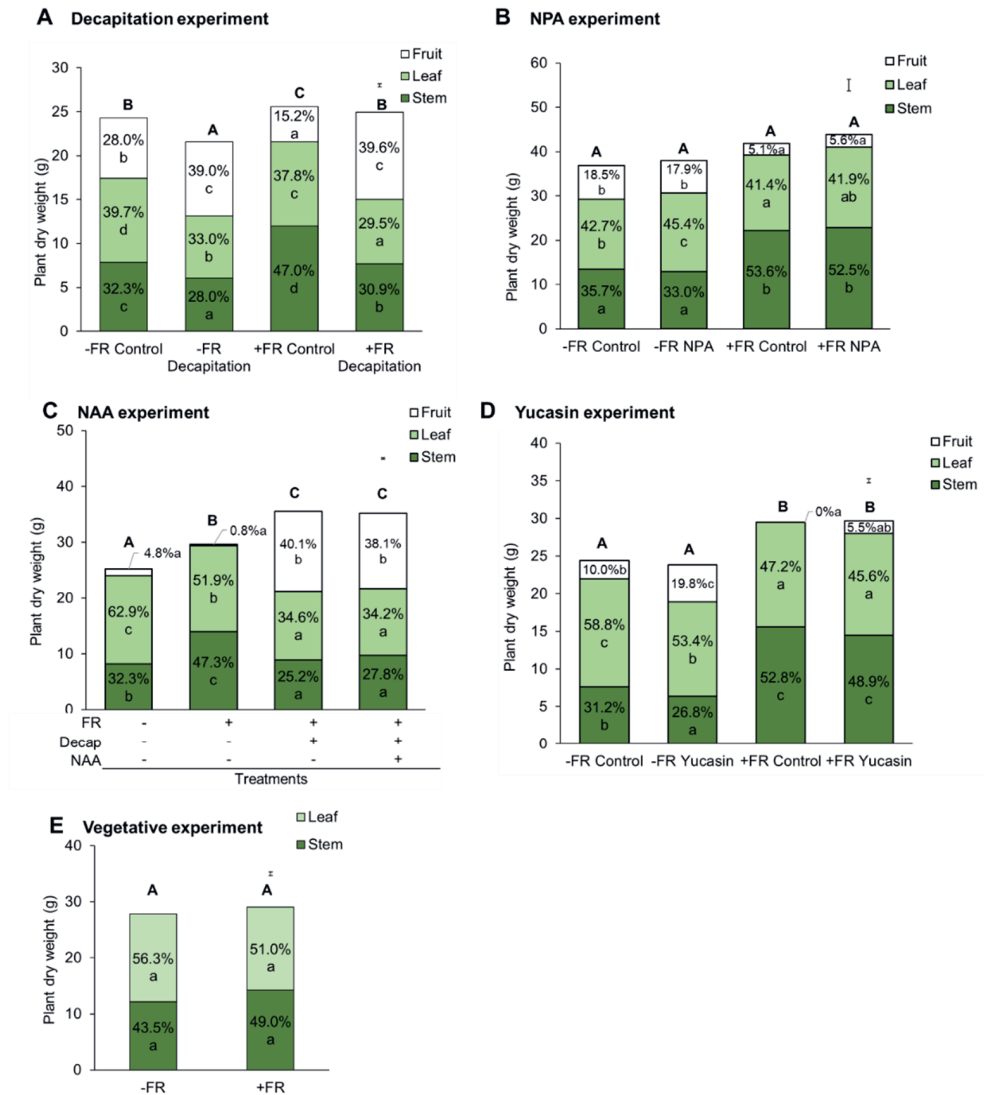 A Decapitation experiment
Fruit
Leaf
Stem
Plant dry weight (g)
30
25
20
15
10
5
0
B
28.0%
b
39.7%
d
32.3%
c
A
39.0%
c
33.0%
b
28.0%
a
C
15.2%
a
37.8%
c
47.0%
d
B
39.6%
c
29.5%
a
30.9%
b
-FR Control
-FR
Decapitation
+FR Control
+FR
Decapitation
B NPA experiment
Fruit
Leaf
Stem
Plant dry weight (g)
60
50
40
30
20
10
0
A
18.5%
b
42.7%
b
35.7%
a
A
17.9%
b
45.4%
c
33.0%
a
A
5.1%a
41.4%
a
53.6%
b
A
5.6%a
41.9%
ab
52.5%
b
-FR Control
-FR NPA
+FR Control
+FR NPA
C NAA experiment
Fruit
Leaf
Stem
Plant dry weight (g)
50
40
30
20
10
0
A
4.8%a
62.9%
c
32.3%
b
B
0.8%a
51.9%
b
47.3%
c
C
40.1%
b
34.6%
a
25.2%
a
C
38.1%
b
34.2%
a
27.8%
a
FR - + + +
Decap - - + +
NAA - - - +
Treatments
D Yucasin experiment
Fruit
Leaf
Stem
Plant dry weight (g)
40
35
30
25
20
15
10
5
0
A
10.0%b
58.8%
c
31.2%
b
A
19.8%c
53.4%
b
26.8%
a
B
0%a
47.2%
a
52.8%
c
B
5.5%ab
45.6%
a
48.9%
c
-FR Control
-FR Yucasin
+FR Control
+FR Yucasin
E Vegetative experiment
Leaf
Stem
Plant dry weight (g)
40
30
20
10
0
A
56.3%
a
43.5%
a
A
51.0%
a
49.0%
a
-FR
+FR